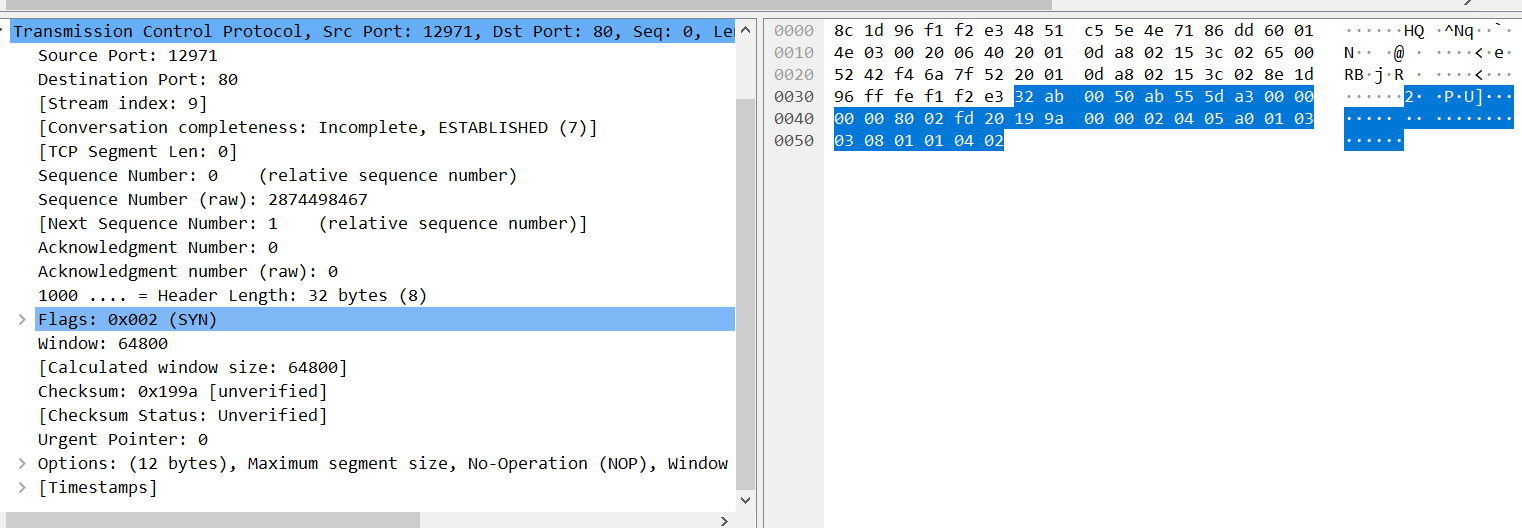 Transmission Control Protocol, Src Port: 12971, Dst Port: 80, Seq: 0, Le
Source Port: 12971
Destination Port: 80
[Stream index: 9]
[Conversation completeness: Incomplete, ESTABLISHED (7)]
[TCP Segment Len: 0]
Sequence Number: 0    (relative sequence number)
Sequence Number (raw): 2874498467
[Next Sequence Number: 1    (relative sequence number)]
Acknowledgment Number: 0
Acknowledgment number (raw): 0
1000 .... = Header Length: 32 bytes (8)
Flags: 0x002 (SYN)
Window: 64800
[Calculated window size: 64800]
Checksum: 0x199a [unverified]
[Checksum Status: Unverified]
Urgent Pointer: 0
Options: (12 bytes), Maximum segment size, No-Operation (NOP), Window
[Timestamps]
0000 8c 1d 96 f1 f2 e3 48 51 c5 5e 4e 71 86 dd 60 01 ······HQ ·^Nq··`·
0010 4e 03 00 20 06 40 20 01 0d a8 02 15 3c 02 65 00 N·· ·@ · ····<·e·
0020 52 42 f4 6a 7f 52 20 01 0d a8 02 15 3c 02 8e 1d RB·j·R · ····<···
0030 96 ff fe f1 f2 e3 32 ab 00 50 ab 55 5d a3 00 00 ······2· ·P·U]···
0040 00 00 80 02 fd 20 19 9a 00 00 02 04 05 a0 01 03 ····· ·· ········
0050 03 08 01 01 04 02 ······